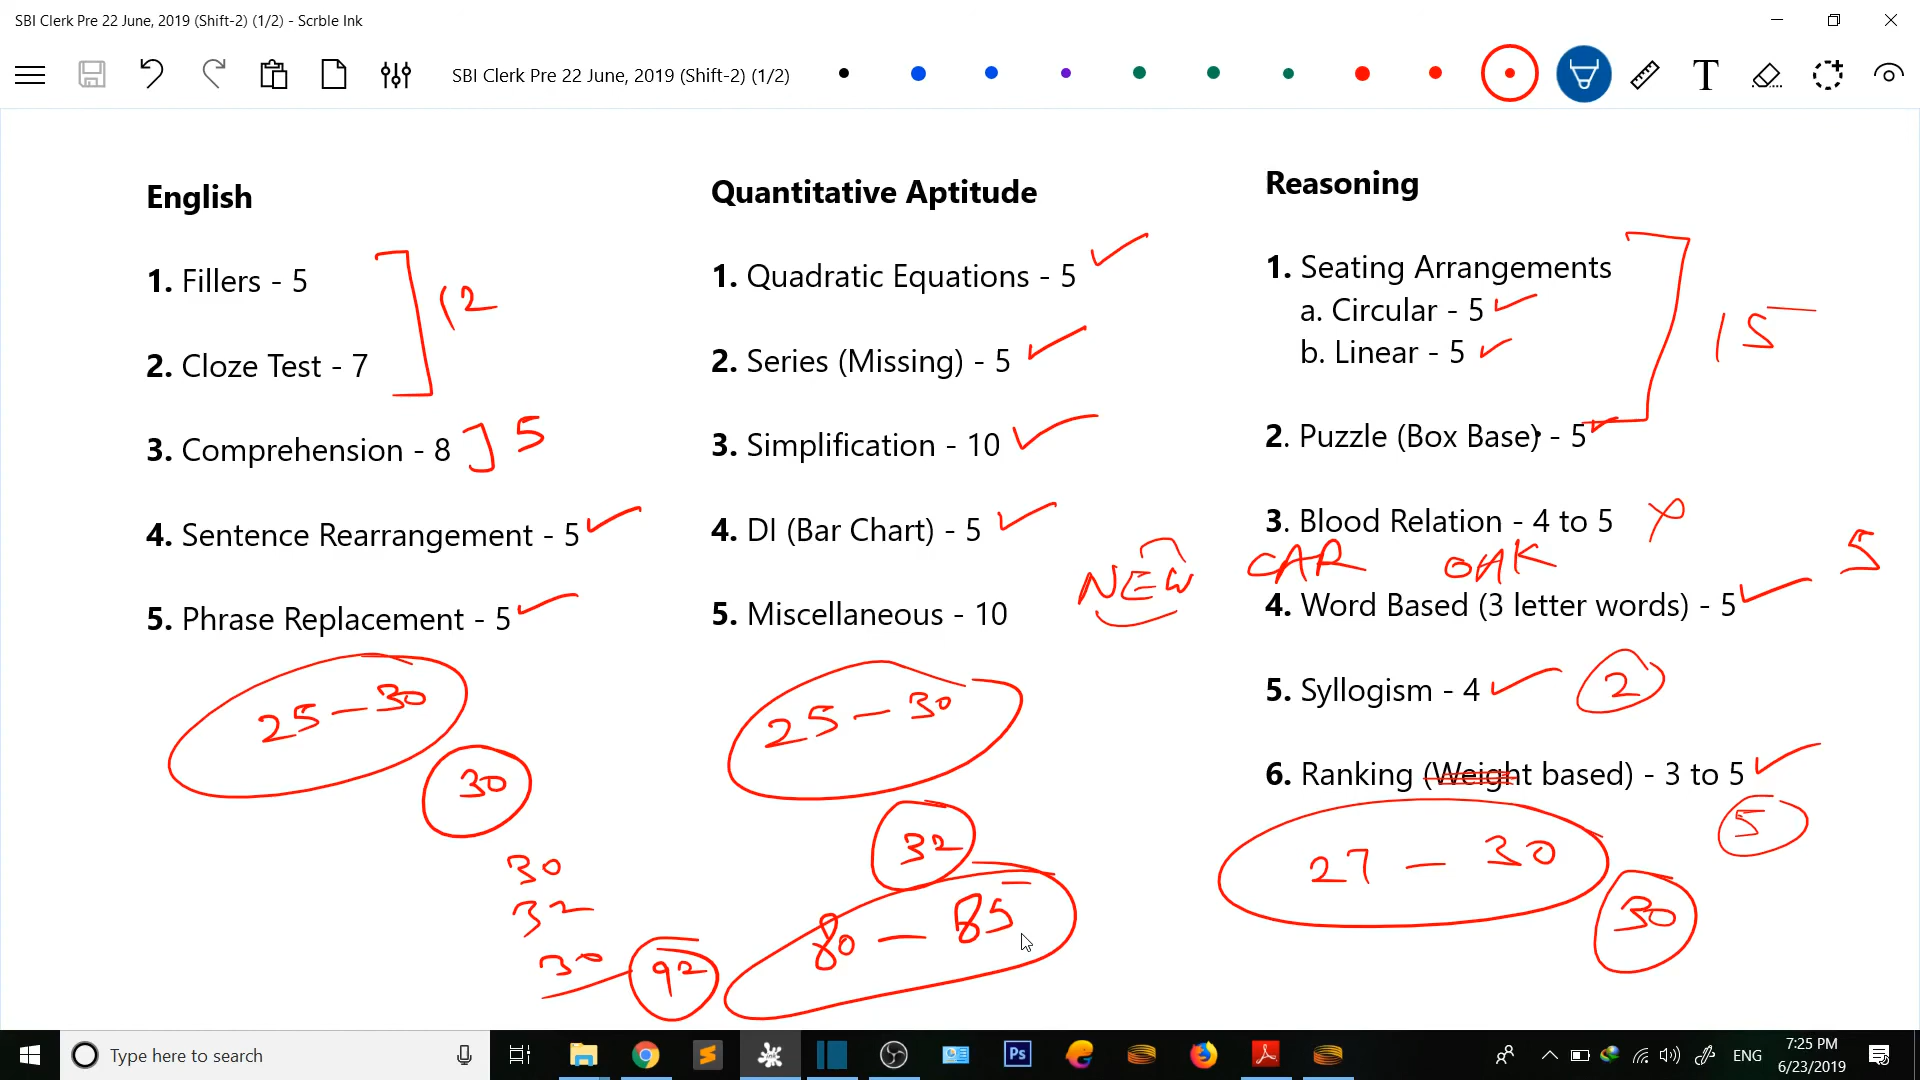 SBI Clerk Pre 22 June, 2019 (Shift-2) (1/2) - Scrble Ink
SBI Clerk Pre 22 June, 2019 (Shift-2) (1/2)
T
English
1. Fillers - 5
2. Cloze Test - 7
12
3. Comprehension - 8
5
4. Sentence Rearrangement - 5
5. Phrase Replacement - 5
25 - 30
30
30
32
30
92
Quantitative Aptitude
1. Quadratic Equations - 5
2. Series (Missing) - 5
3. Simplification - 10
4. DI (Bar Chart) - 5
5. Miscellaneous - 10
25 - 30
32
80 - 85
Reasoning
1. Seating Arrangements
a. Circular - 5
b. Linear - 5
15
2. Puzzle (Box Base) - 5
3. Blood Relation - 4 to 5
NEW CAR OAK 5
4. Word Based (3 letter words) - 5
5. Syllogism - 4
2
6. Ranking (Weight based) - 3 to 5
5
27 - 30
30
Type here to search
Ps
ENG
7:25 PM
6/23/2019